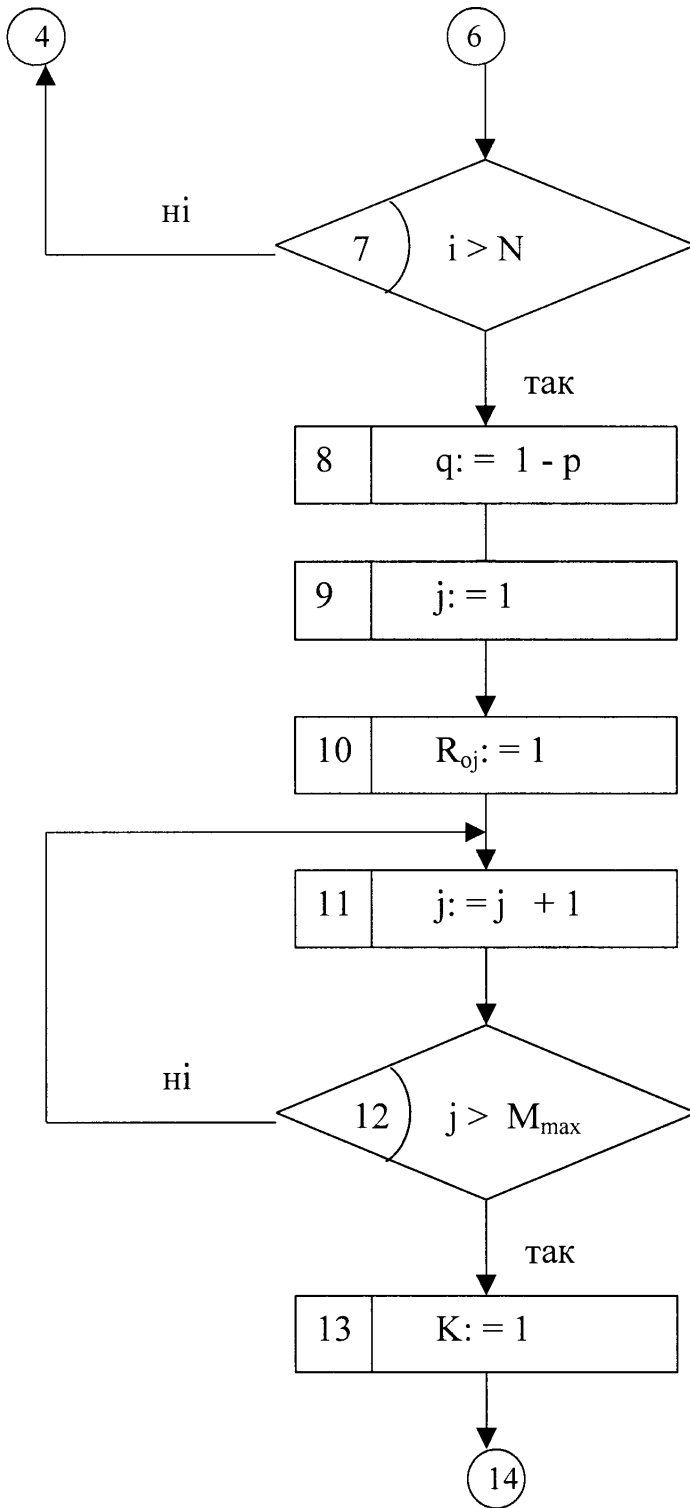 4
6
ні
7 i > N
так
8 q: = 1 - p
9 j: = 1
10 Roj: = 1
11 j: = j + 1
ні
12 j > Mmax
так
13 K: = 1
14